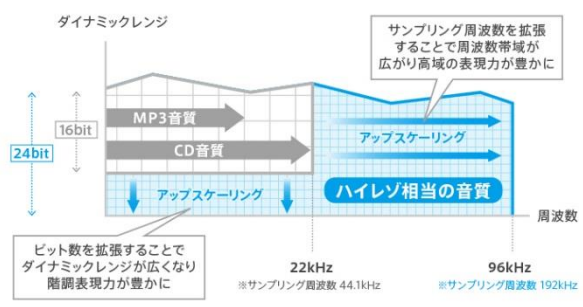 ダイナミックレンジ
サンプリング周波数を拡張
することで周波数帯域が
広がり高域の表現力が豊かに
MP3音質
16bit
アップスケーリング
CD音質
24bit
アップスケーリング
ハイレゾ相当の音質
周波数
ビット数を拡張することで
ダイナミックレンジが広くなり
階調表現力が豊かに
22kHz
96kHz
※サンプリング周波数 44.1kHz
※サンプリング周波数 192kHz